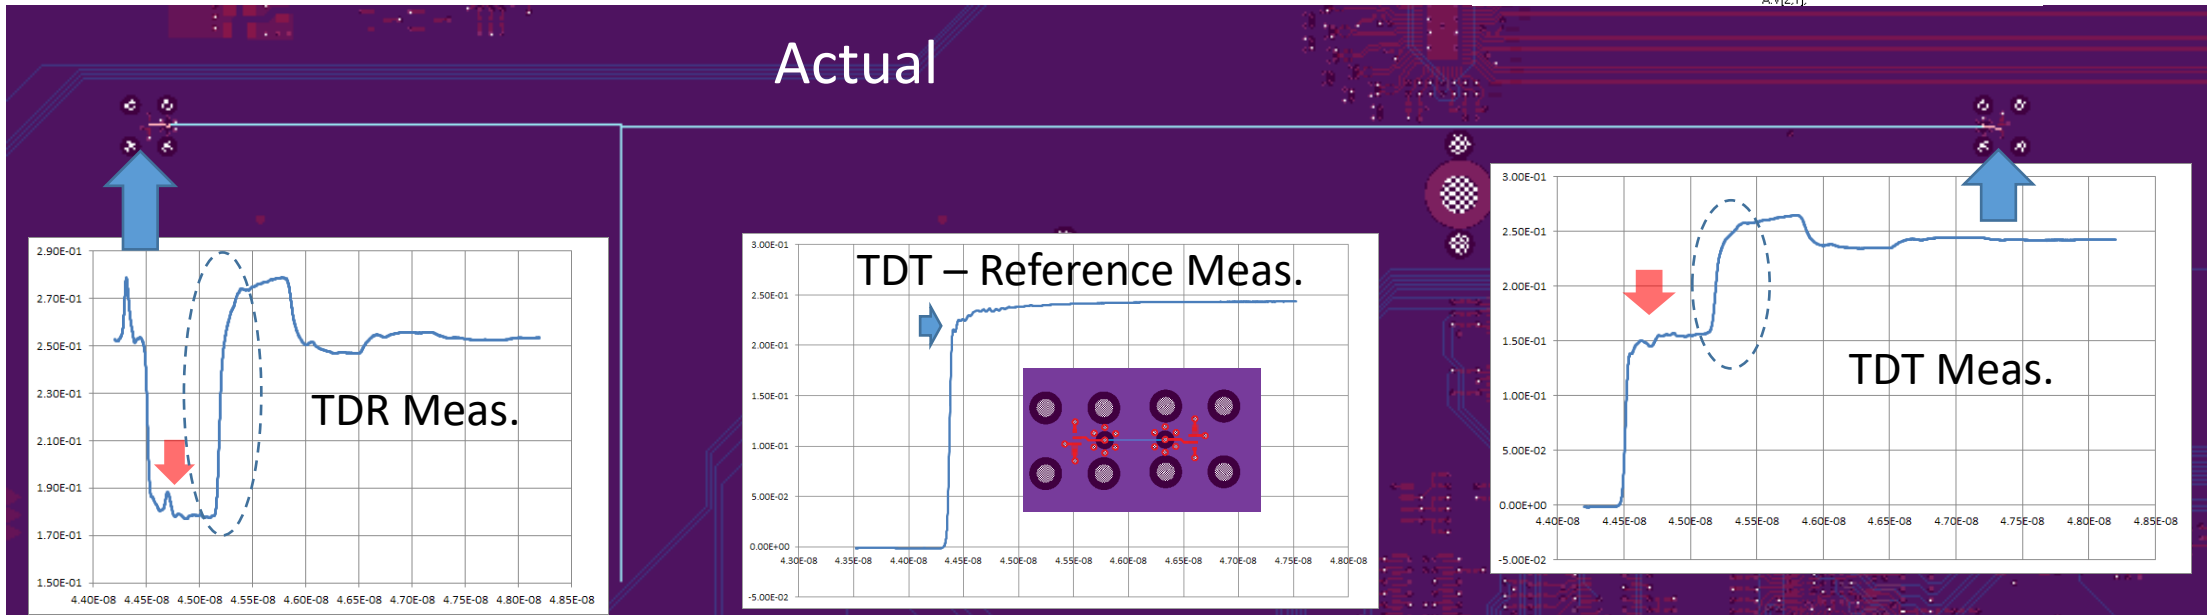 A.V[2,1],
Actual
TDR Meas.
2.90E-01
2.70E-01
2.50E-01
2.30E-01
2.10E-01
1.90E-01
1.70E-01
1.50E-01
4.40E-08 4.45E-08 4.50E-08 4.55E-08 4.60E-08 4.65E-08 4.70E-08 4.75E-08 4.80E-08 4.85E-08
TDT – Reference Meas.
3.00E-01
2.50E-01
2.00E-01
1.50E-01
1.00E-01
5.00E-02
0.00E+00
-5.00E-02
4.30E-08 4.35E-08 4.40E-08 4.45E-08 4.50E-08 4.55E-08 4.60E-08 4.65E-08 4.70E-08 4.75E-08 4.80E-08
TDT Meas.
3.00E-01
2.50E-01
2.00E-01
1.50E-01
1.00E-01
5.00E-02
0.00E+00
-5.00E-02
4.40E-08 4.45E-08 4.50E-08 4.55E-08 4.60E-08 4.65E-08 4.70E-08 4.75E-08 4.80E-08 4.85E-08